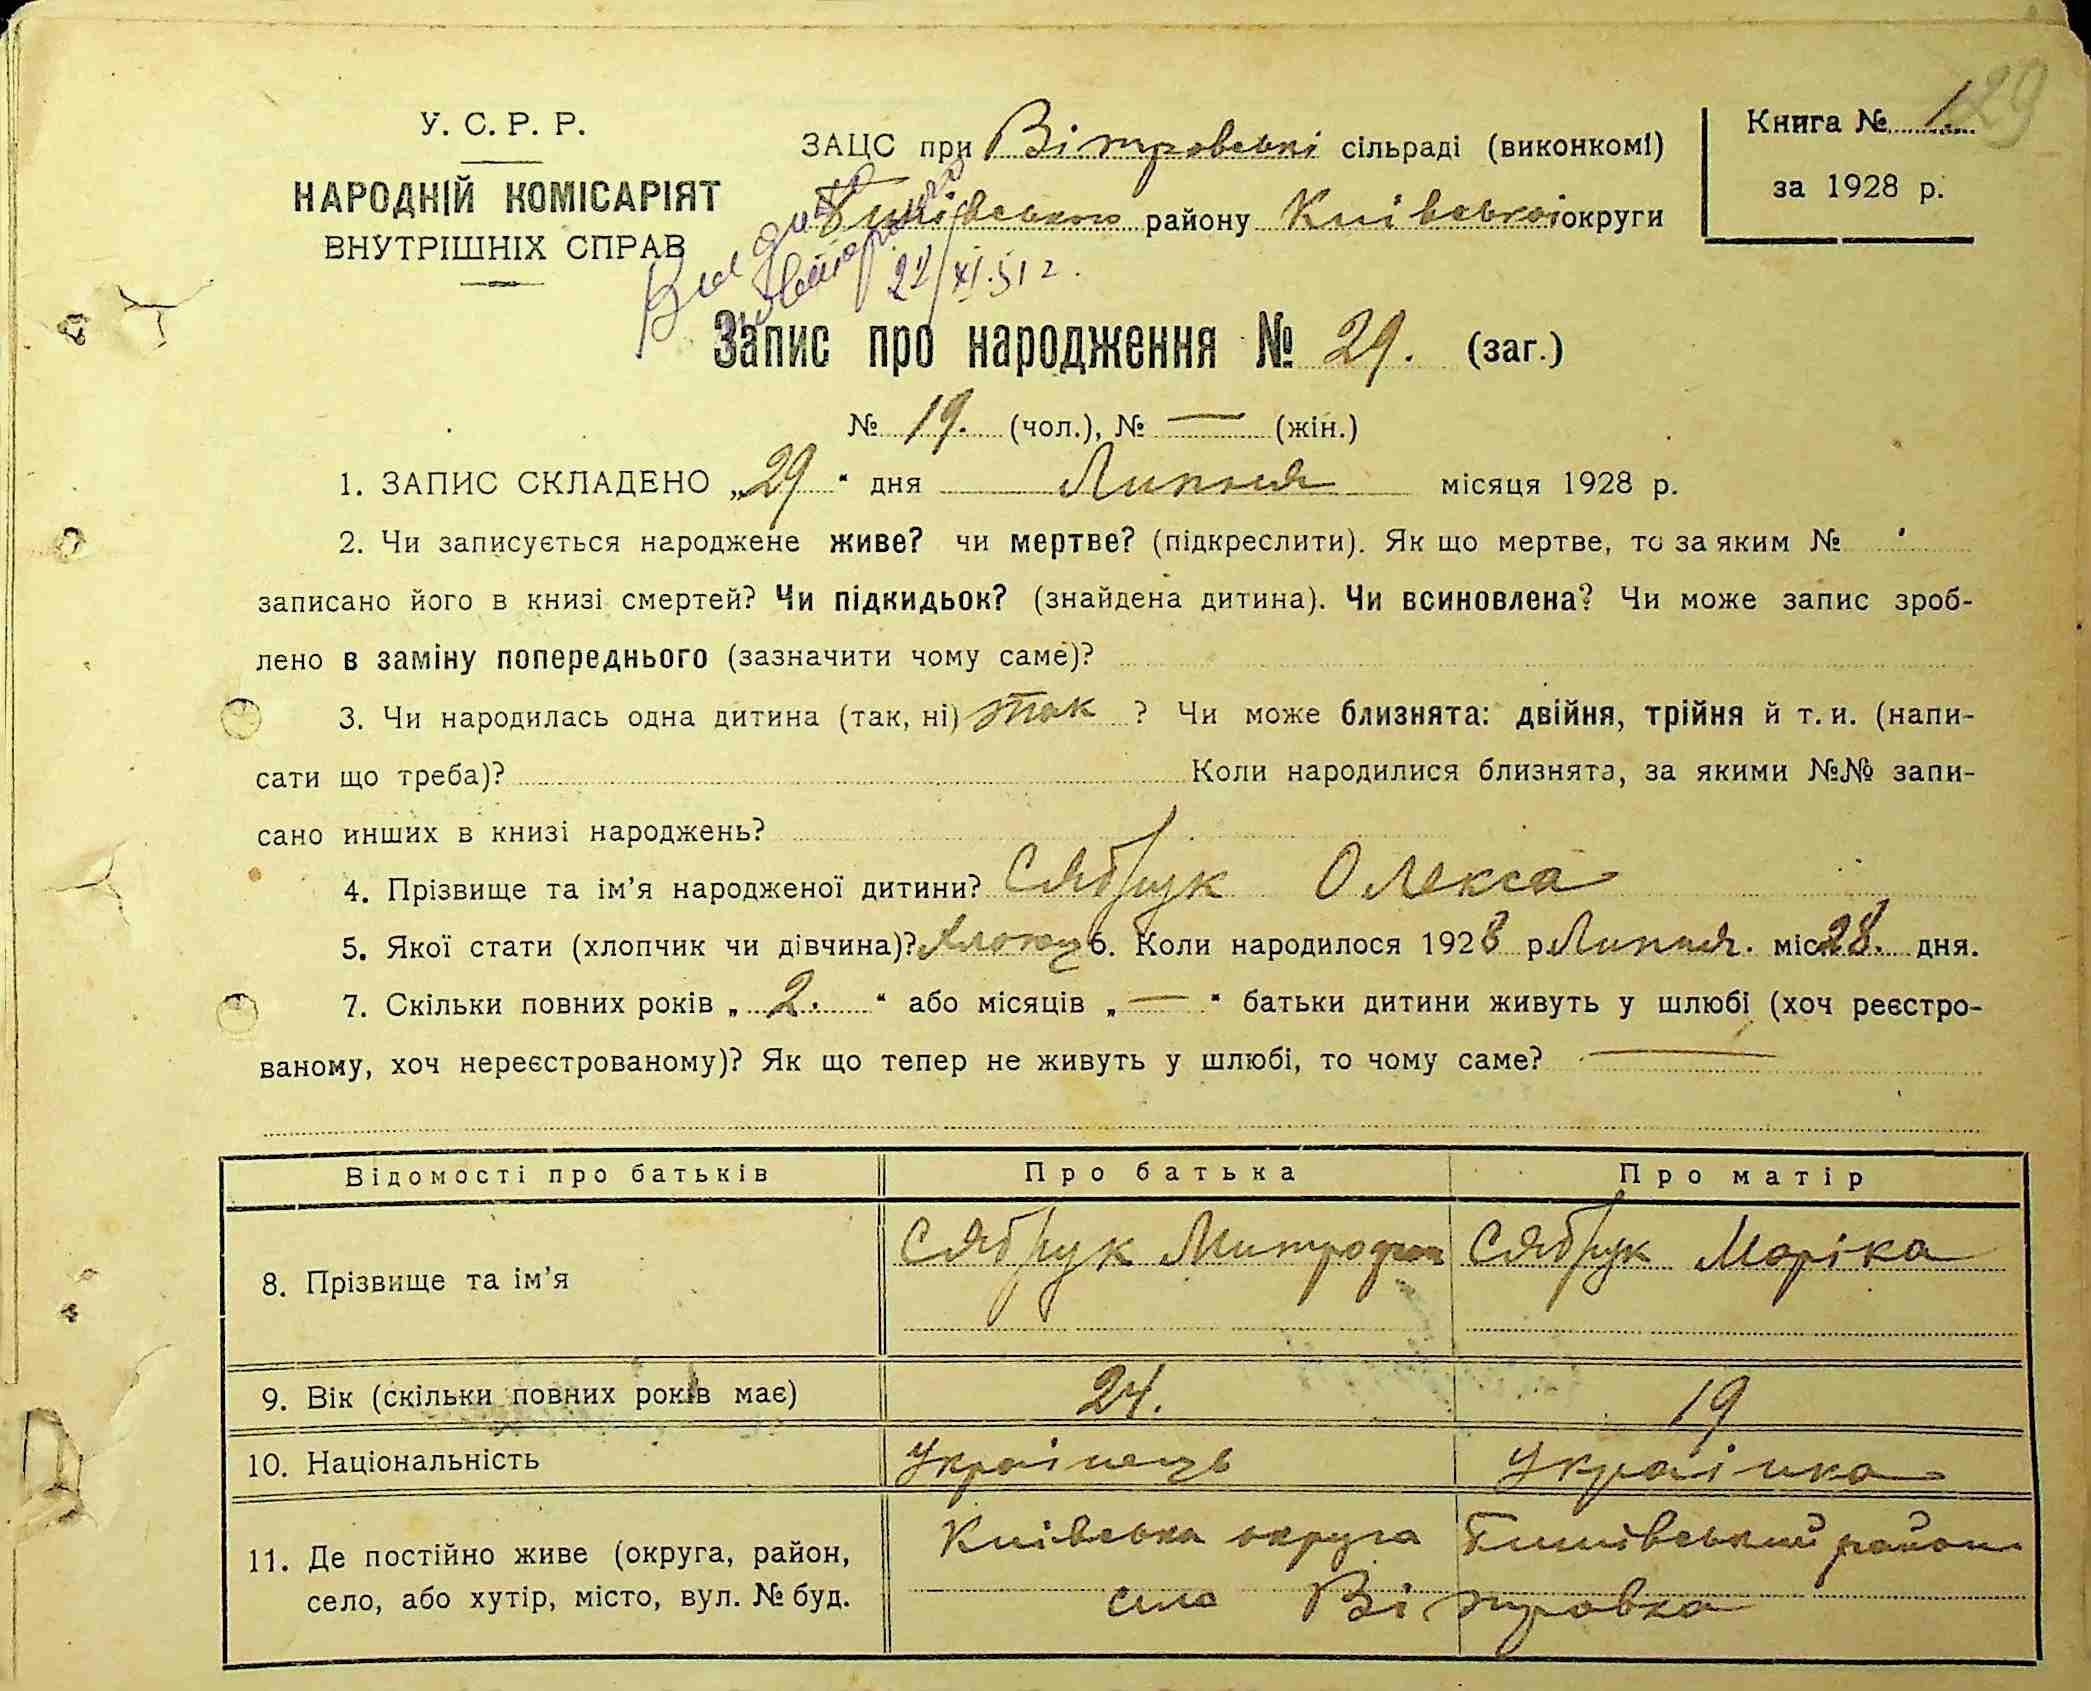 У. С. Р. Р.
НАРОДНІЙ КОМІСАРІЯТ
ВНУТРІШНІХ СПРАВ
ЗАЦС при Вітровській сільраді (виконкомі)
району Київської округи
Книга № 1.
за 1928 р.
29
21/XI.51 г.
Запис про народження № 29. (заг.)
№ 19. (чол.), № — (жін.)
1. ЗАПИС СКЛАДЕНО „29“ дня Липня місяця 1928 р.
2. Чи записується народжене живе? чи мертве? (підкреслити). Як що мертве, то за яким №
записано його в книзі смертей? Чи підкидьок? (знайдена дитина). Чи всиновлена? Чи може запис зроб-
лено в заміну попереднього (зазначити чому саме)?
3. Чи народилась одна дитина (так, ні) так ? Чи може близнята: двійня, трійня й т. и. (напи-
сати що треба)? Коли народилися близнята, за якими №№ запи-
сано инших в книзі народжень?
4. Прізвище та ім’я народженої дитини? Сябрук Олекса
5. Якої стати (хлопчик чи дівчина)? Хлопец 6. Коли народилося 1928 р. Липня. міс. 28. дня.
7. Скільки повних років „2.“ або місяців „—“ батьки дитини живуть у шлюбі (хоч реєстро-
ваному, хоч нереєстрованому)? Як що тепер не живуть у шлюбі, то чому саме? —
Відомості про батьків Про батька Про матір
8. Прізвище та ім’я Сябрук Митрофан Сябрук Маріка
9. Вік (скільки повних років має) 24. 19
10. Національність Українець Українка
11. Де постійно живе (округа, район, Київська округа район
село, або хутір, місто, вул. № буд. село Вітровка